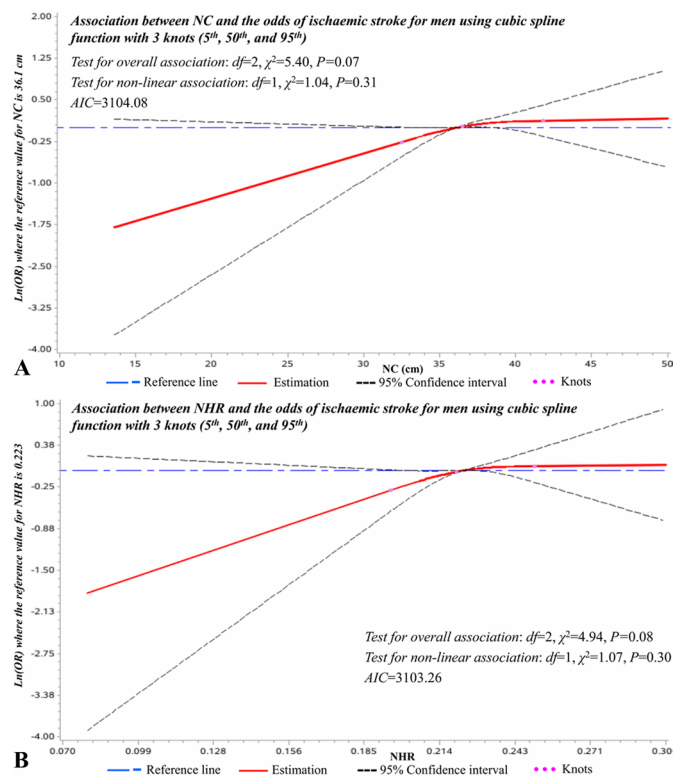 Association between NC and the odds of ischaemic stroke for men using cubic spline
function with 3 knots (5th, 50th, and 95th)
Test for overall association: df=2, χ²=5.40, P=0.07
Test for non-linear association: df=1, χ²=1.04, P=0.31
AIC=3104.08
Ln(OR) where the reference value for NC is 36.1 cm
2.00
1.25
0.50
-0.25
-1.00
-1.75
-2.50
-3.25
-4.00
10 15 20 25 30 35 40 45 50
NC (cm)
A
Reference line Estimation 95% Confidence interval Knots
Association between NHR and the odds of ischaemic stroke for men using cubic spline
function with 3 knots (5th, 50th, and 95th)
Ln(OR) where the reference value for NHR is 0.223
1.00
0.38
-0.25
-0.88
-1.50
-2.13
-2.75
-3.38
-4.00
Test for overall association: df=2, χ²=4.94, P=0.08
Test for non-linear association: df=1, χ²=1.07, P=0.30
AIC=3103.26
0.070 0.099 0.128 0.156 0.185 0.214 0.243 0.271 0.30
NHR
B
Reference line Estimation 95% Confidence interval Knots